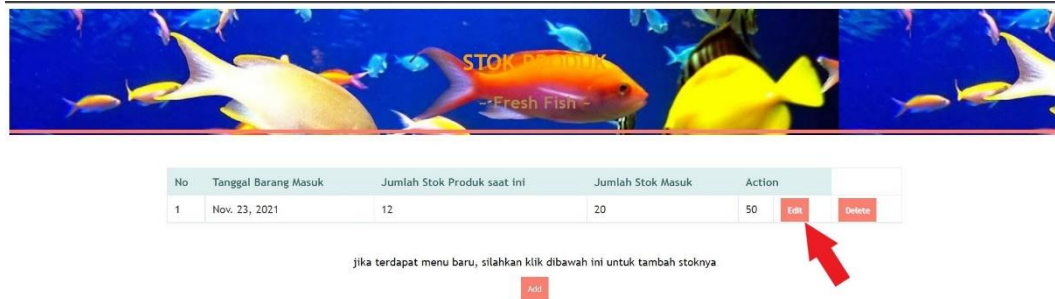 STOK PRODUK
- Fresh Fish -
No Tanggal Barang Masuk Jumlah Stok Produk saat ini Jumlah Stok Masuk Action
1 Nov. 23, 2021 12 20 50 Edit Delete
jika terdapat menu baru, silahkan klik dibawah ini untuk tambah stoknya
Add